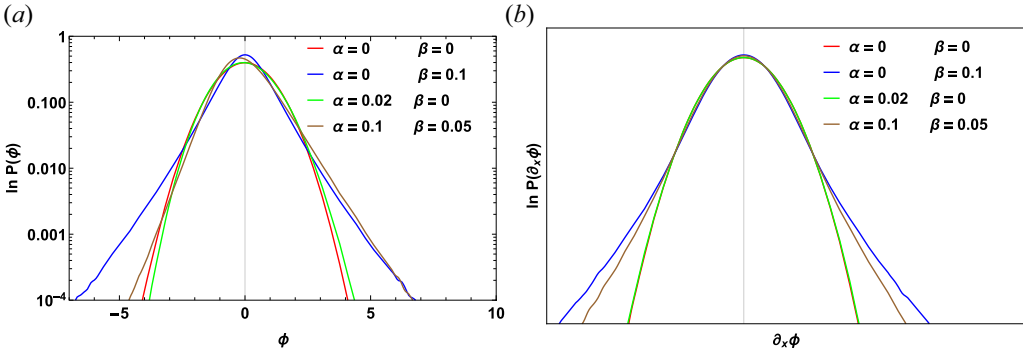 (a)
1
0.100
0.010
0.001
10⁻⁴
ln P(ϕ)
α = 0 β = 0
α = 0 β = 0.1
α = 0.02 β = 0
α = 0.1 β = 0.05
−5 0 5 10
ϕ
(b)
ln P(∂ₓϕ)
α = 0 β = 0
α = 0 β = 0.1
α = 0.02 β = 0
α = 0.1 β = 0.05
∂ₓϕ